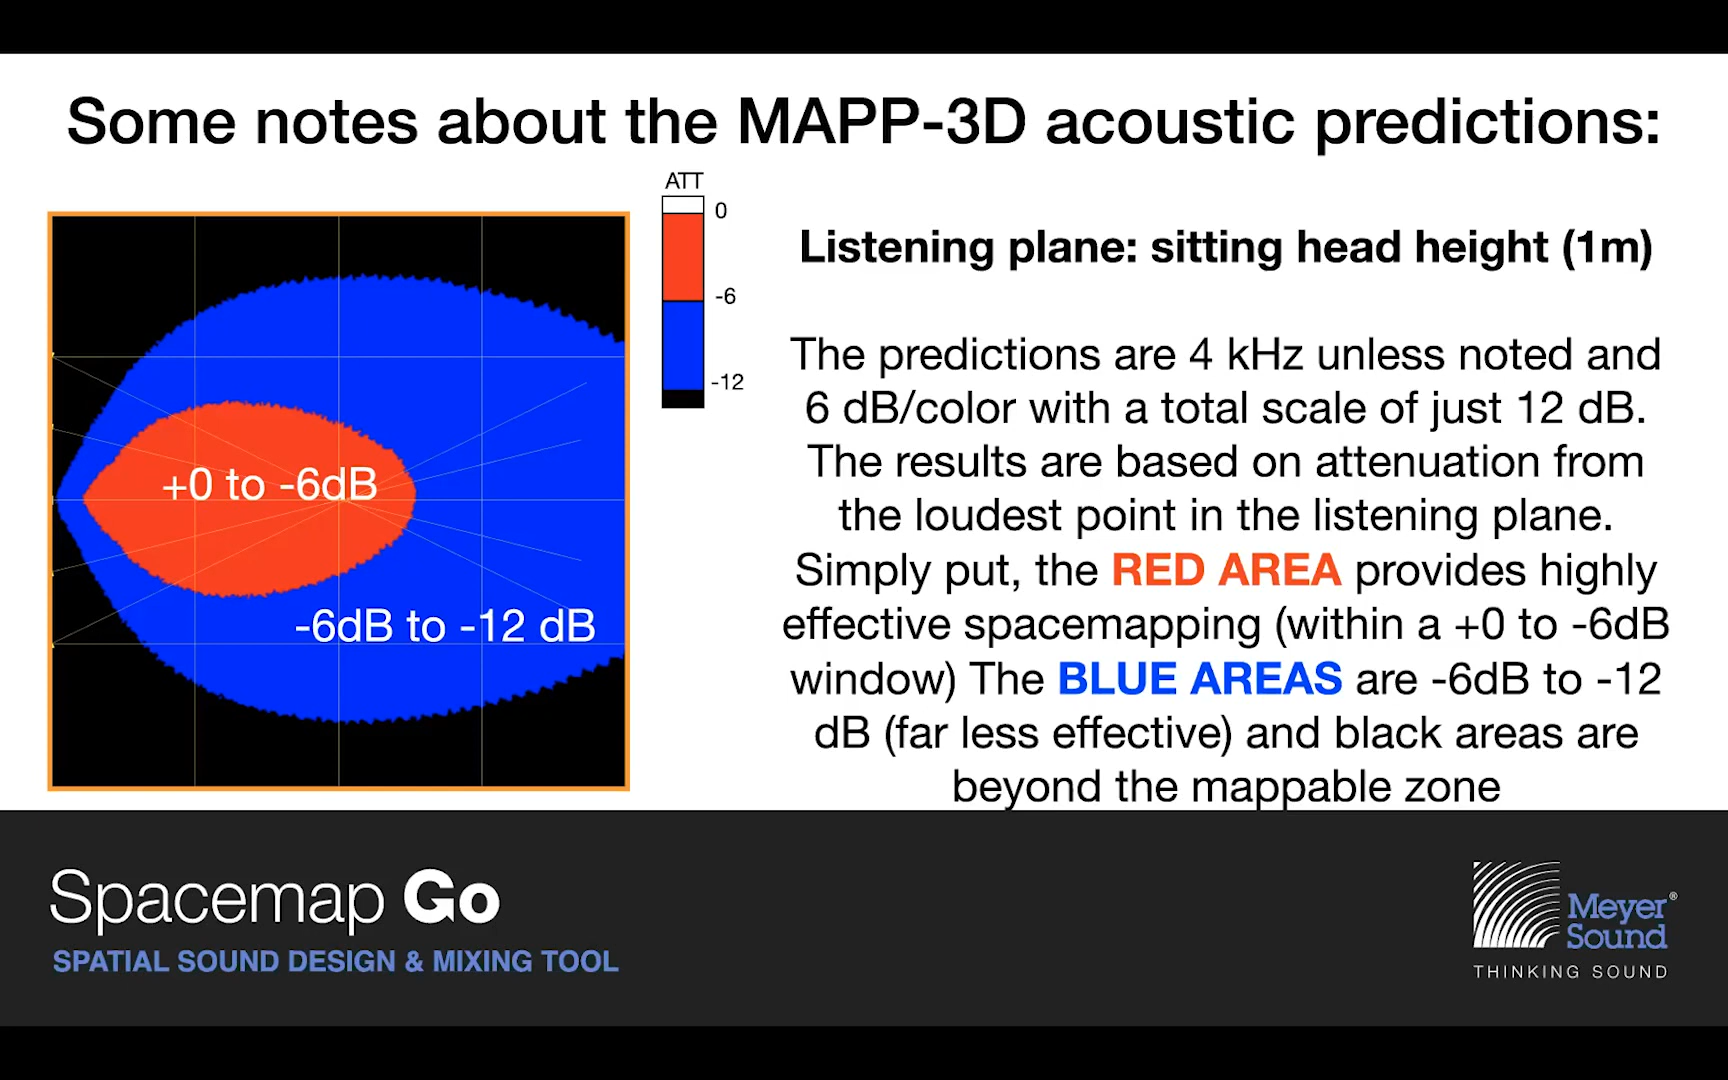 Some notes about the MAPP-3D acoustic predictions:
ATT
0
-6
-12
+0 to -6dB
-6dB to -12 dB
Listening plane: sitting head height (1m)
The predictions are 4 kHz unless noted and
6 dB/color with a total scale of just 12 dB.
The results are based on attenuation from
the loudest point in the listening plane.
Simply put, the RED AREA provides highly
effective spacemapping (within a +0 to -6dB
window) The BLUE AREAS are -6dB to -12
dB (far less effective) and black areas are
beyond the mappable zone
Spacemap Go
SPATIAL SOUND DESIGN & MIXING TOOL
Meyer®
Sound
THINKING SOUND